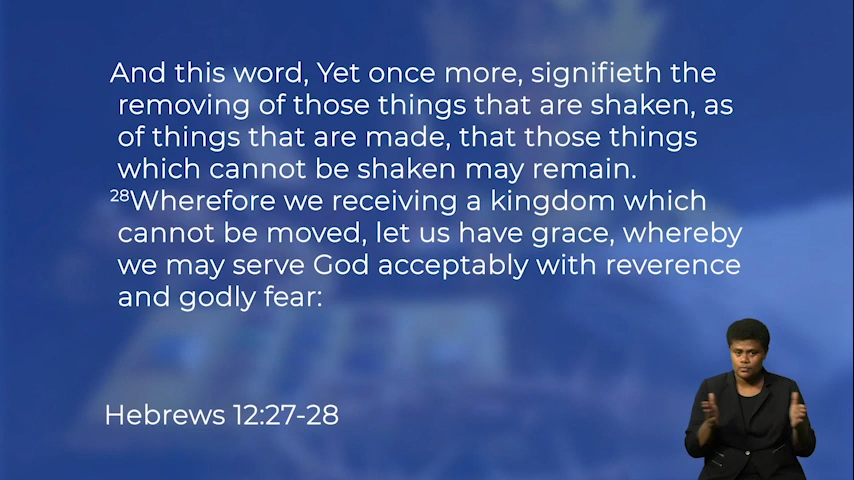 And this word, Yet once more, signifieth the
removing of those things that are shaken, as
of things that are made, that those things
which cannot be shaken may remain.
28Wherefore we receiving a kingdom which
cannot be moved, let us have grace, whereby
we may serve God acceptably with reverence
and godly fear:
Hebrews 12:27-28